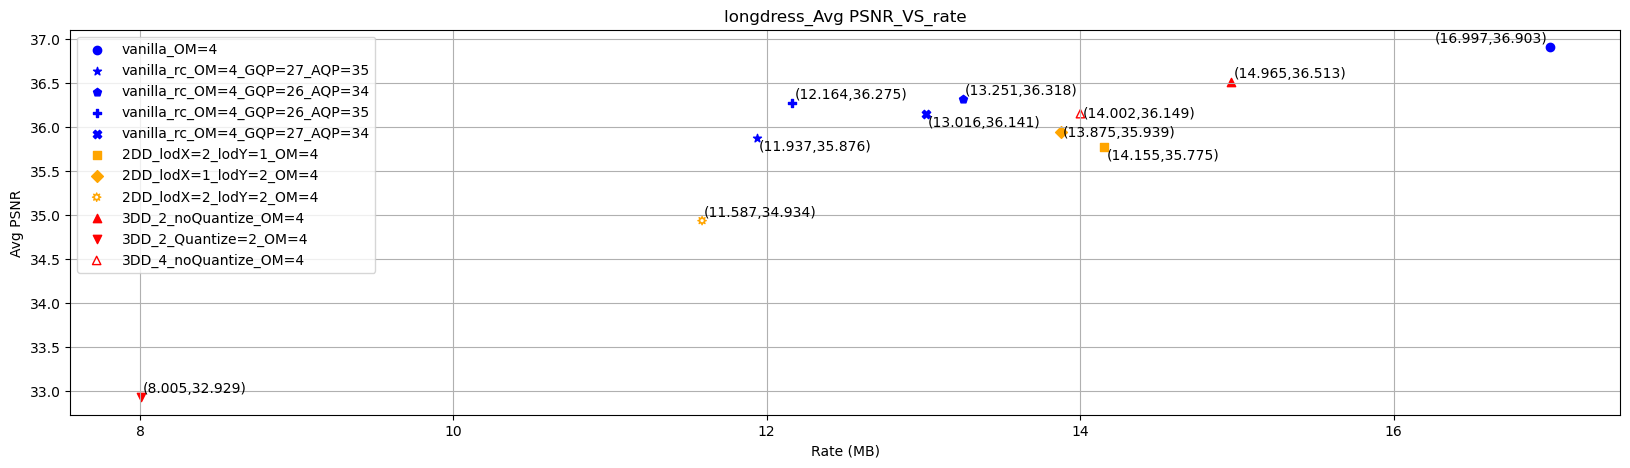 longdress_Avg PSNR_VS_rate
Avg PSNR
37.0
36.5
36.0
35.5
35.0
34.5
34.0
33.5
33.0
vanilla_OM=4
vanilla_rc_OM=4_GQP=27_AQP=35
vanilla_rc_OM=4_GQP=26_AQP=34
vanilla_rc_OM=4_GQP=26_AQP=35
vanilla_rc_OM=4_GQP=27_AQP=34
2DD_lodX=2_lodY=1_OM=4
2DD_lodX=1_lodY=2_OM=4
2DD_lodX=2_lodY=2_OM=4
3DD_2_noQuantize_OM=4
3DD_2_Quantize=2_OM=4
3DD_4_noQuantize_OM=4
(16.997,36.903)
(14.965,36.513)
(13.251,36.318)
(12.164,36.275)
(14.002,36.149)
(13.016,36.141)
(13.875,35.939)
(11.937,35.876)
(14.155,35.775)
(11.587,34.934)
(8.005,32.929)
8
10
12
14
16
Rate (MB)